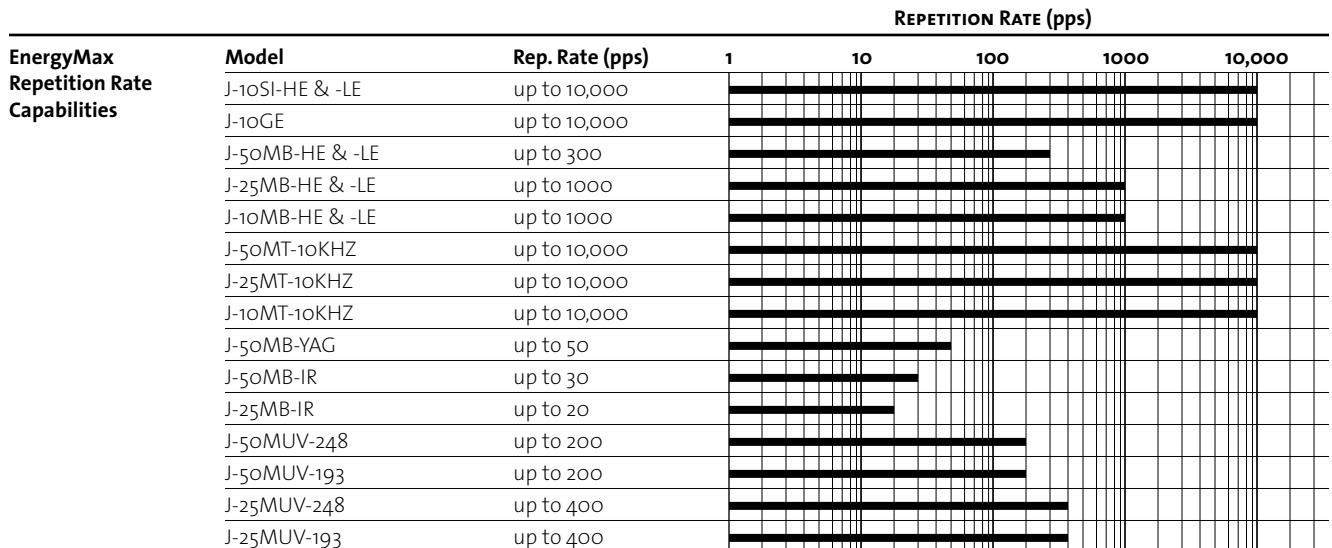 Repetition Rate (pps)
EnergyMax Repetition Rate Capabilities
Model Rep. Rate (pps) 1 10 100 1000 10,000
J-10SI-HE & -LE up to 10,000
J-10GE up to 10,000
J-50MB-HE & -LE up to 300
J-25MB-HE & -LE up to 1000
J-10MB-HE & -LE up to 1000
J-50MT-10KHZ up to 10,000
J-25MT-10KHZ up to 10,000
J-10MT-10KHZ up to 10,000
J-50MB-YAG up to 50
J-50MB-IR up to 30
J-25MB-IR up to 20
J-50MUV-248 up to 200
J-50MUV-193 up to 200
J-25MUV-248 up to 400
J-25MUV-193 up to 400